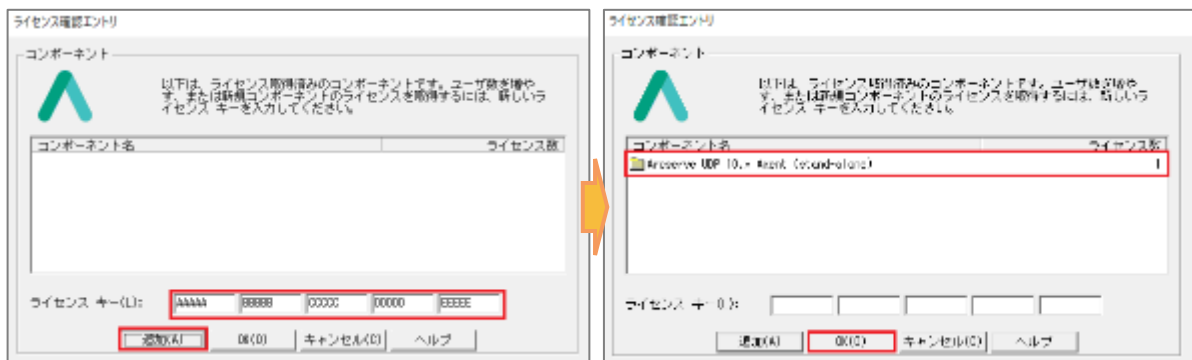 ライセンス確認エントリ
コンポーネント
以下は、ライセンス取得済みのコンポーネントです。ユーザ数を増や
す、または新規コンポーネントのライセンスを取得するには、新しいラ
イセンス キーを入力してください。
コンポーネント名 ライセンス数
ライセンス キー(L): AAAAA BBBBB CCCCC DDDDD EEEEE
追加(A) OK(O) キャンセル(C) ヘルプ
ライセンス確認エントリ
コンポーネント
以下は、ライセンス取得済みのコンポーネントです。ユーザ数を増や
す、または新規コンポーネントのライセンスを取得するには、新しいラ
イセンス キーを入力してください。
コンポーネント名 ライセンス数
Arcserve UDP 10.x Agent (stand-alone) 1
ライセンス キー(L):
追加(A) OK(O) キャンセル(C) ヘルプ